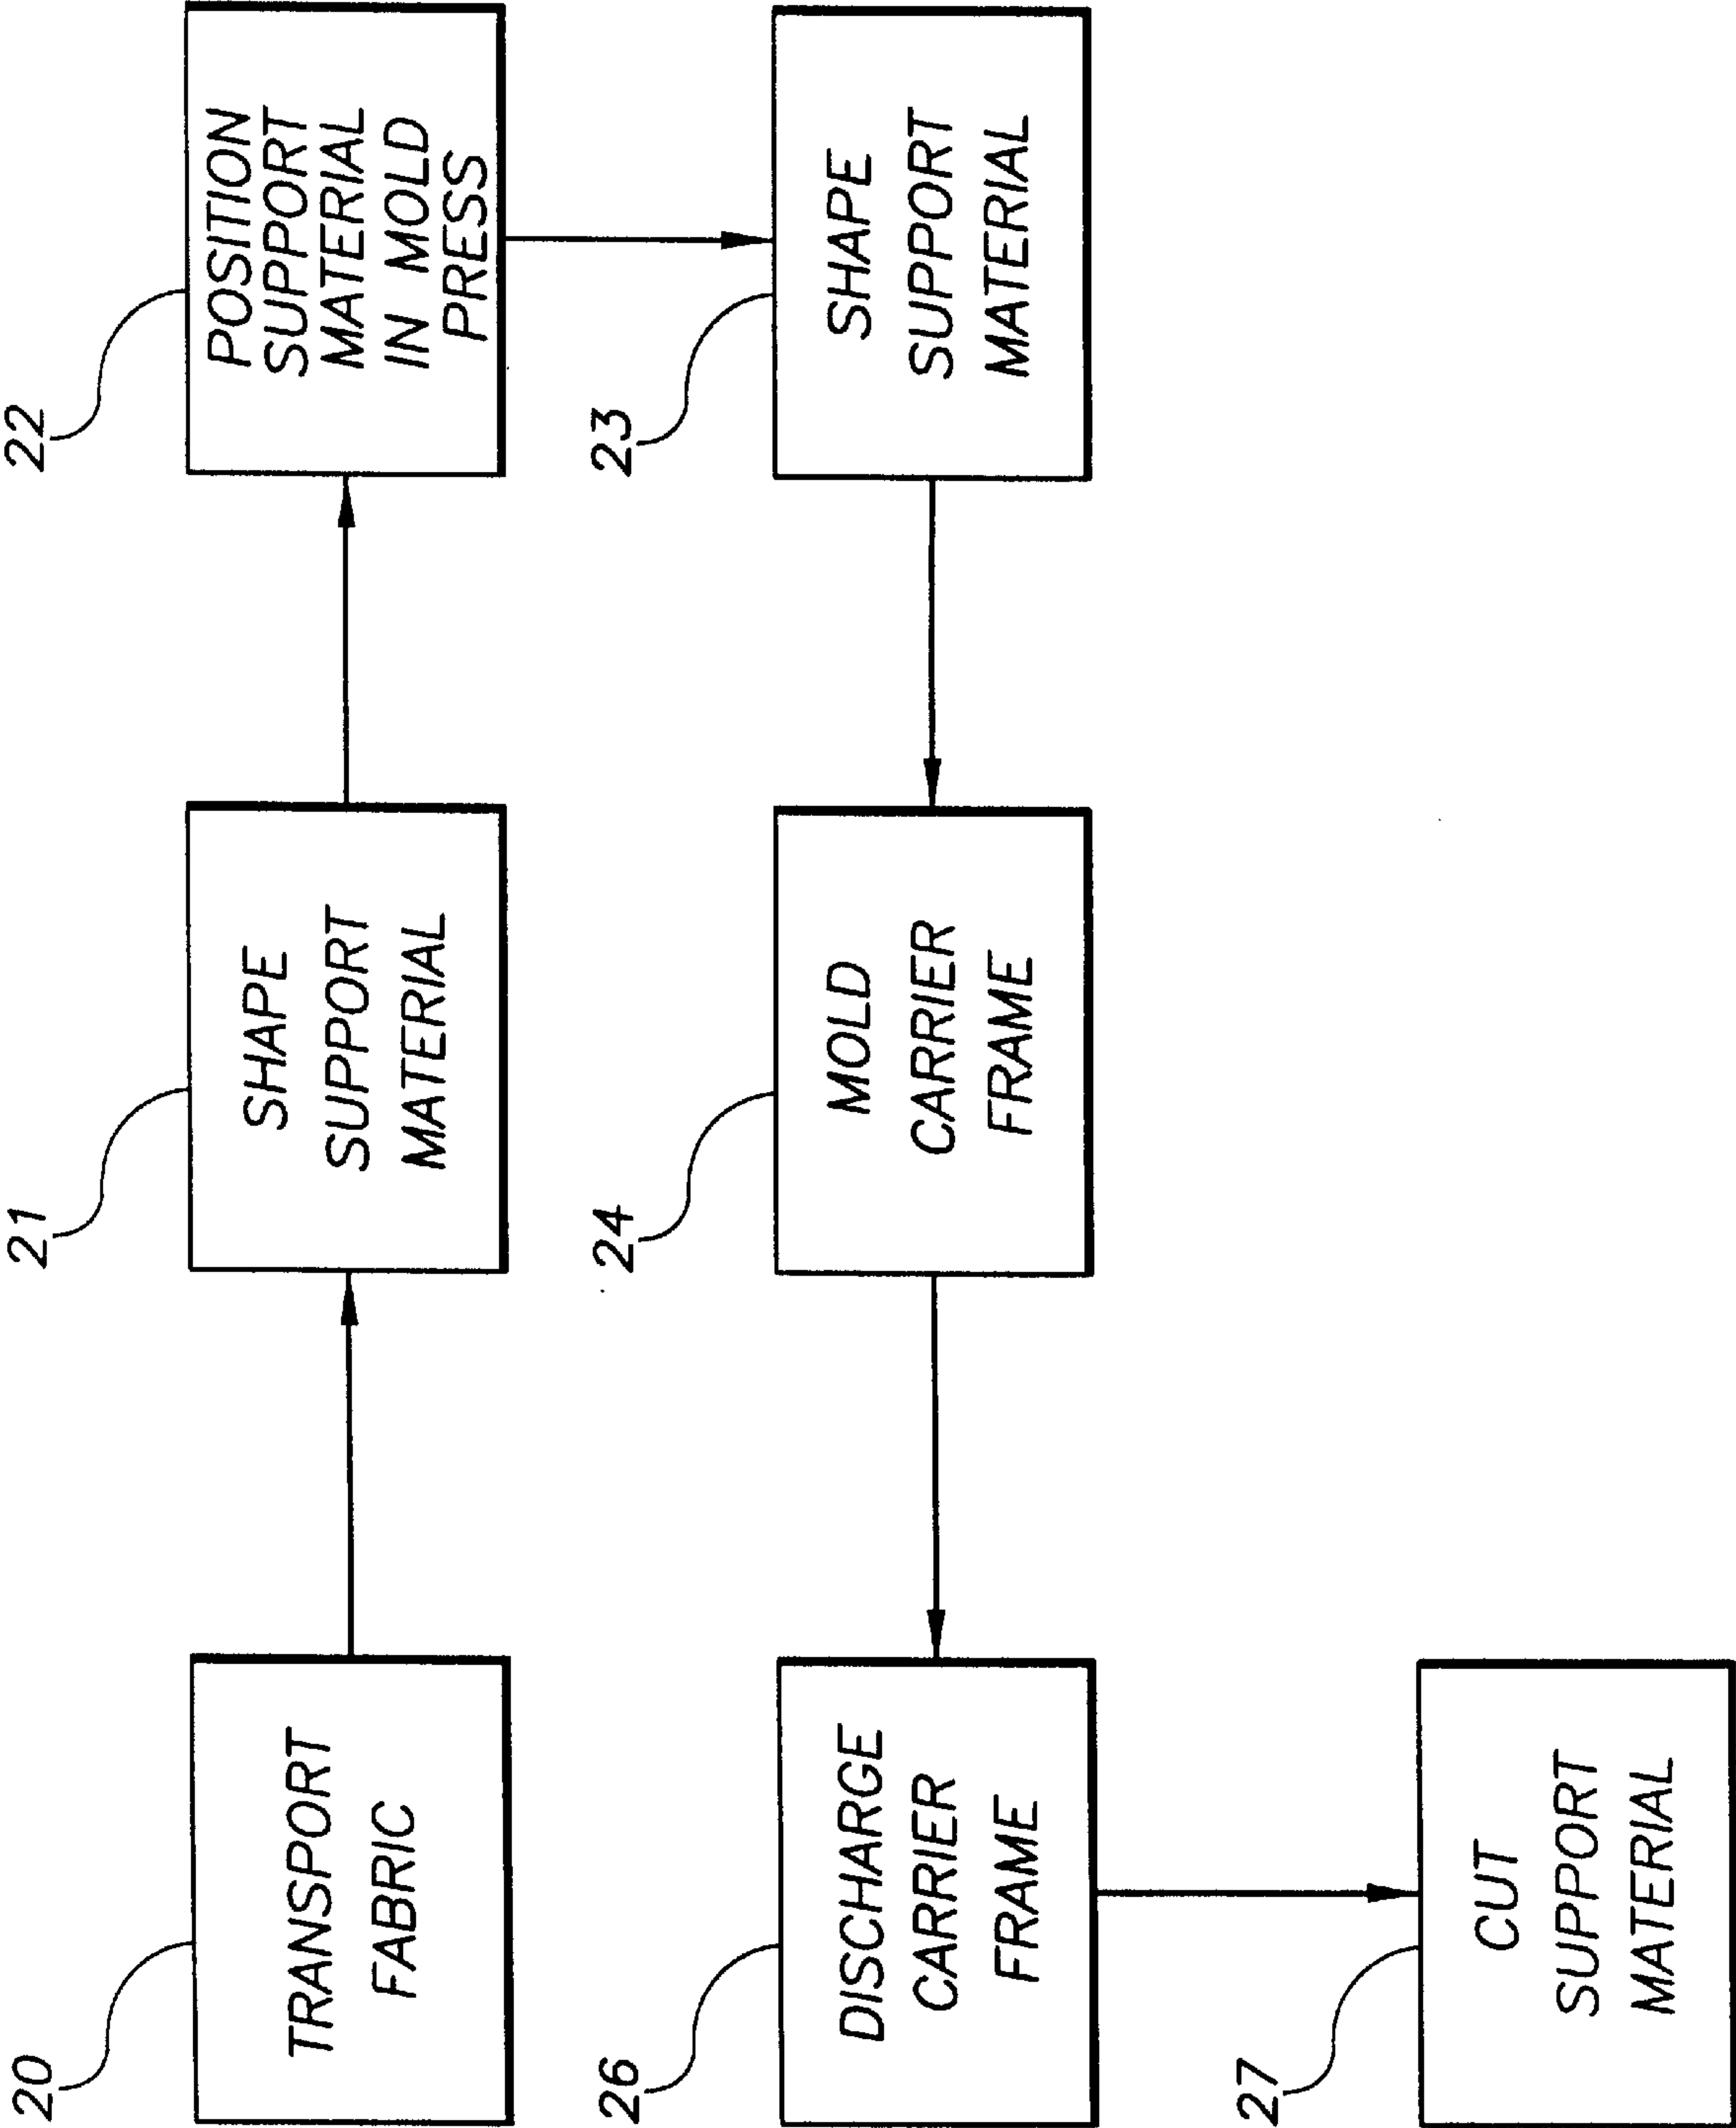 20
TRANSPORT
FABRIC
21
SHAPE
SUPPORT
MATERIAL
22
POSITION
SUPPORT
MATERIAL
IN MOLD
PRESS
23
SHAPE
SUPPORT
MATERIAL
24
MOLD
CARRIER
FRAME
26
DISCHARGE
CARRIER
FRAME
27
CUT
SUPPORT
MATERIAL